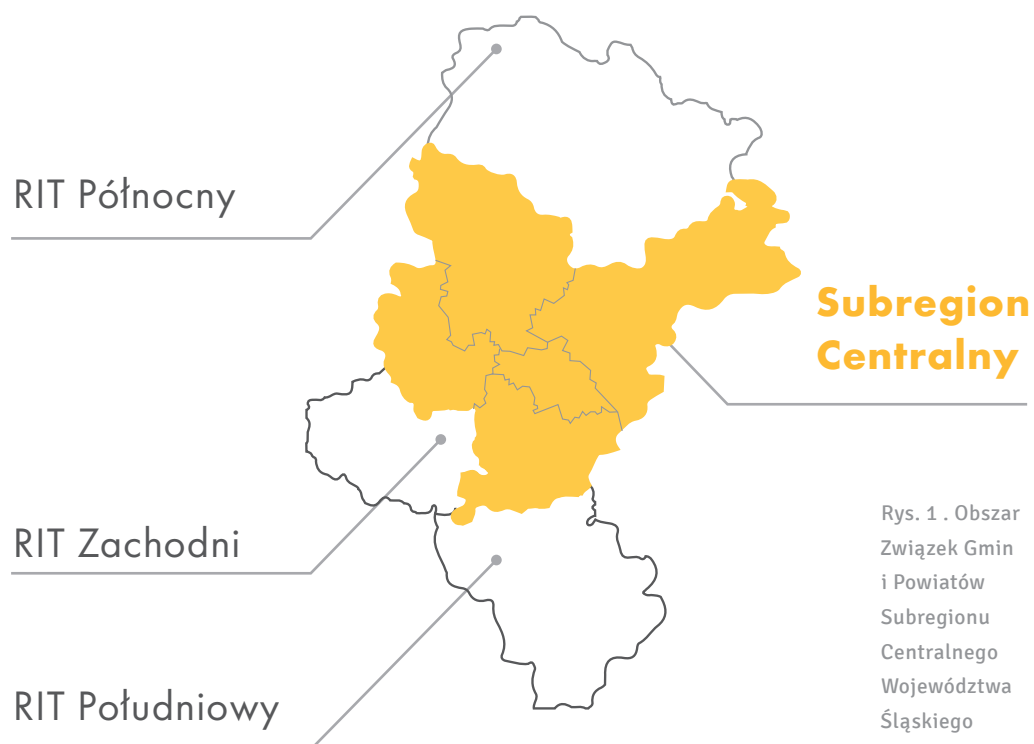 RIT Północny
Subregion
Centralny
RIT Zachodni
RIT Południowy
Rys. 1 . Obszar
Związek Gmin
i Powiatów
Subregionu
Centralnego
Województwa
Śląskiego